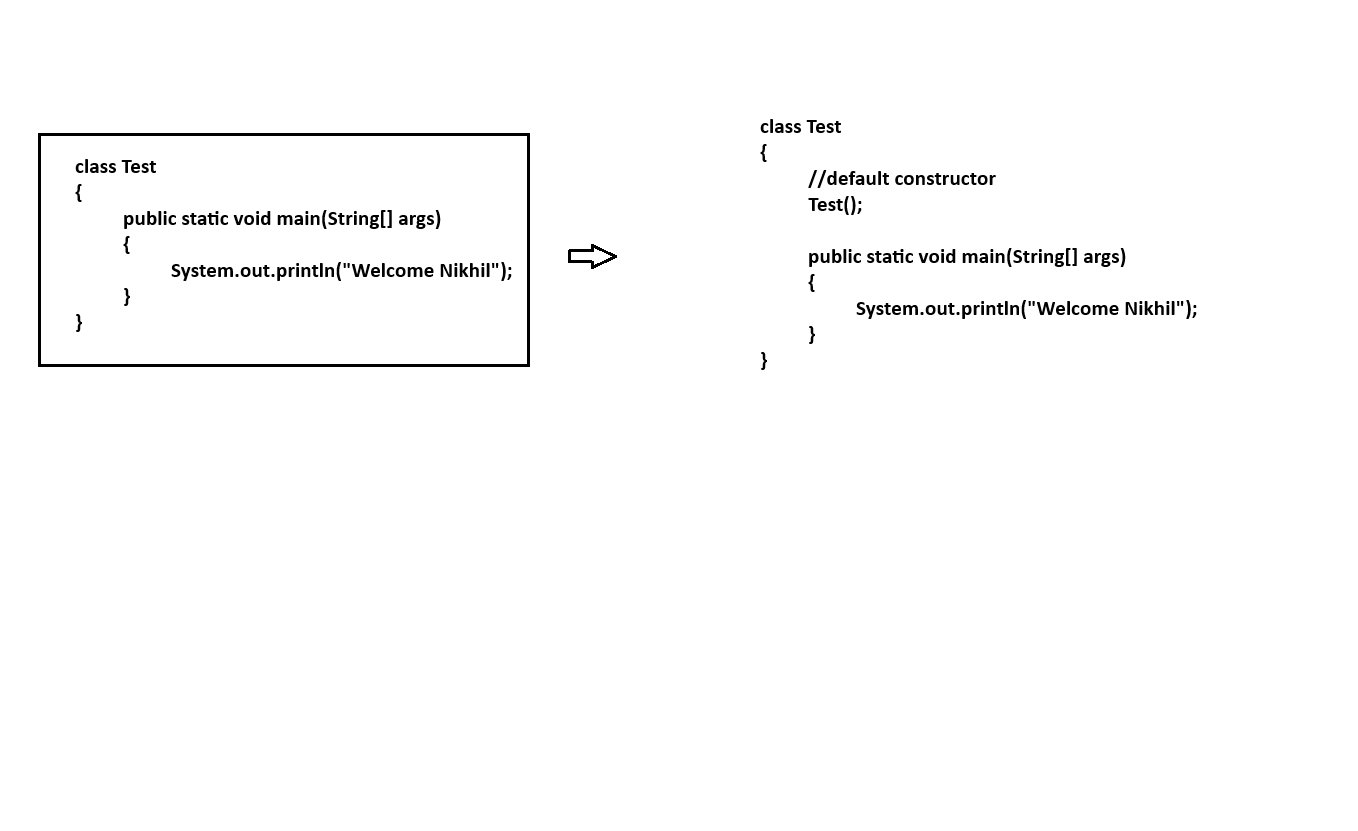 class Test
{
public static void main(String[] args)
{
System.out.println("Welcome Nikhil");
}
}
class Test
{
//default constructor
Test();
public static void main(String[] args)
{
System.out.println("Welcome Nikhil");
}
}